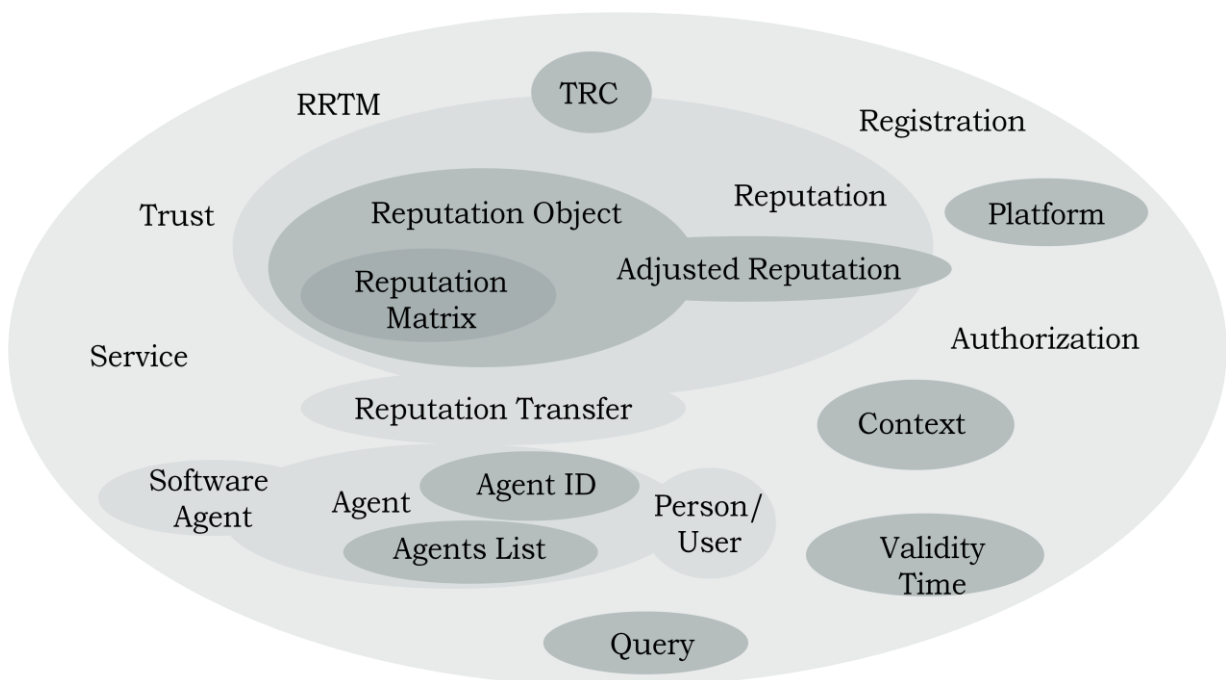 TRC
RRTM
Registration
Trust
Reputation Object
Reputation
Platform
Adjusted Reputation
Reputation
Matrix
Service
Authorization
Reputation Transfer
Context
Software
Agent
Agent
Agent ID
Person/
User
Agents List
Validity
Time
Query